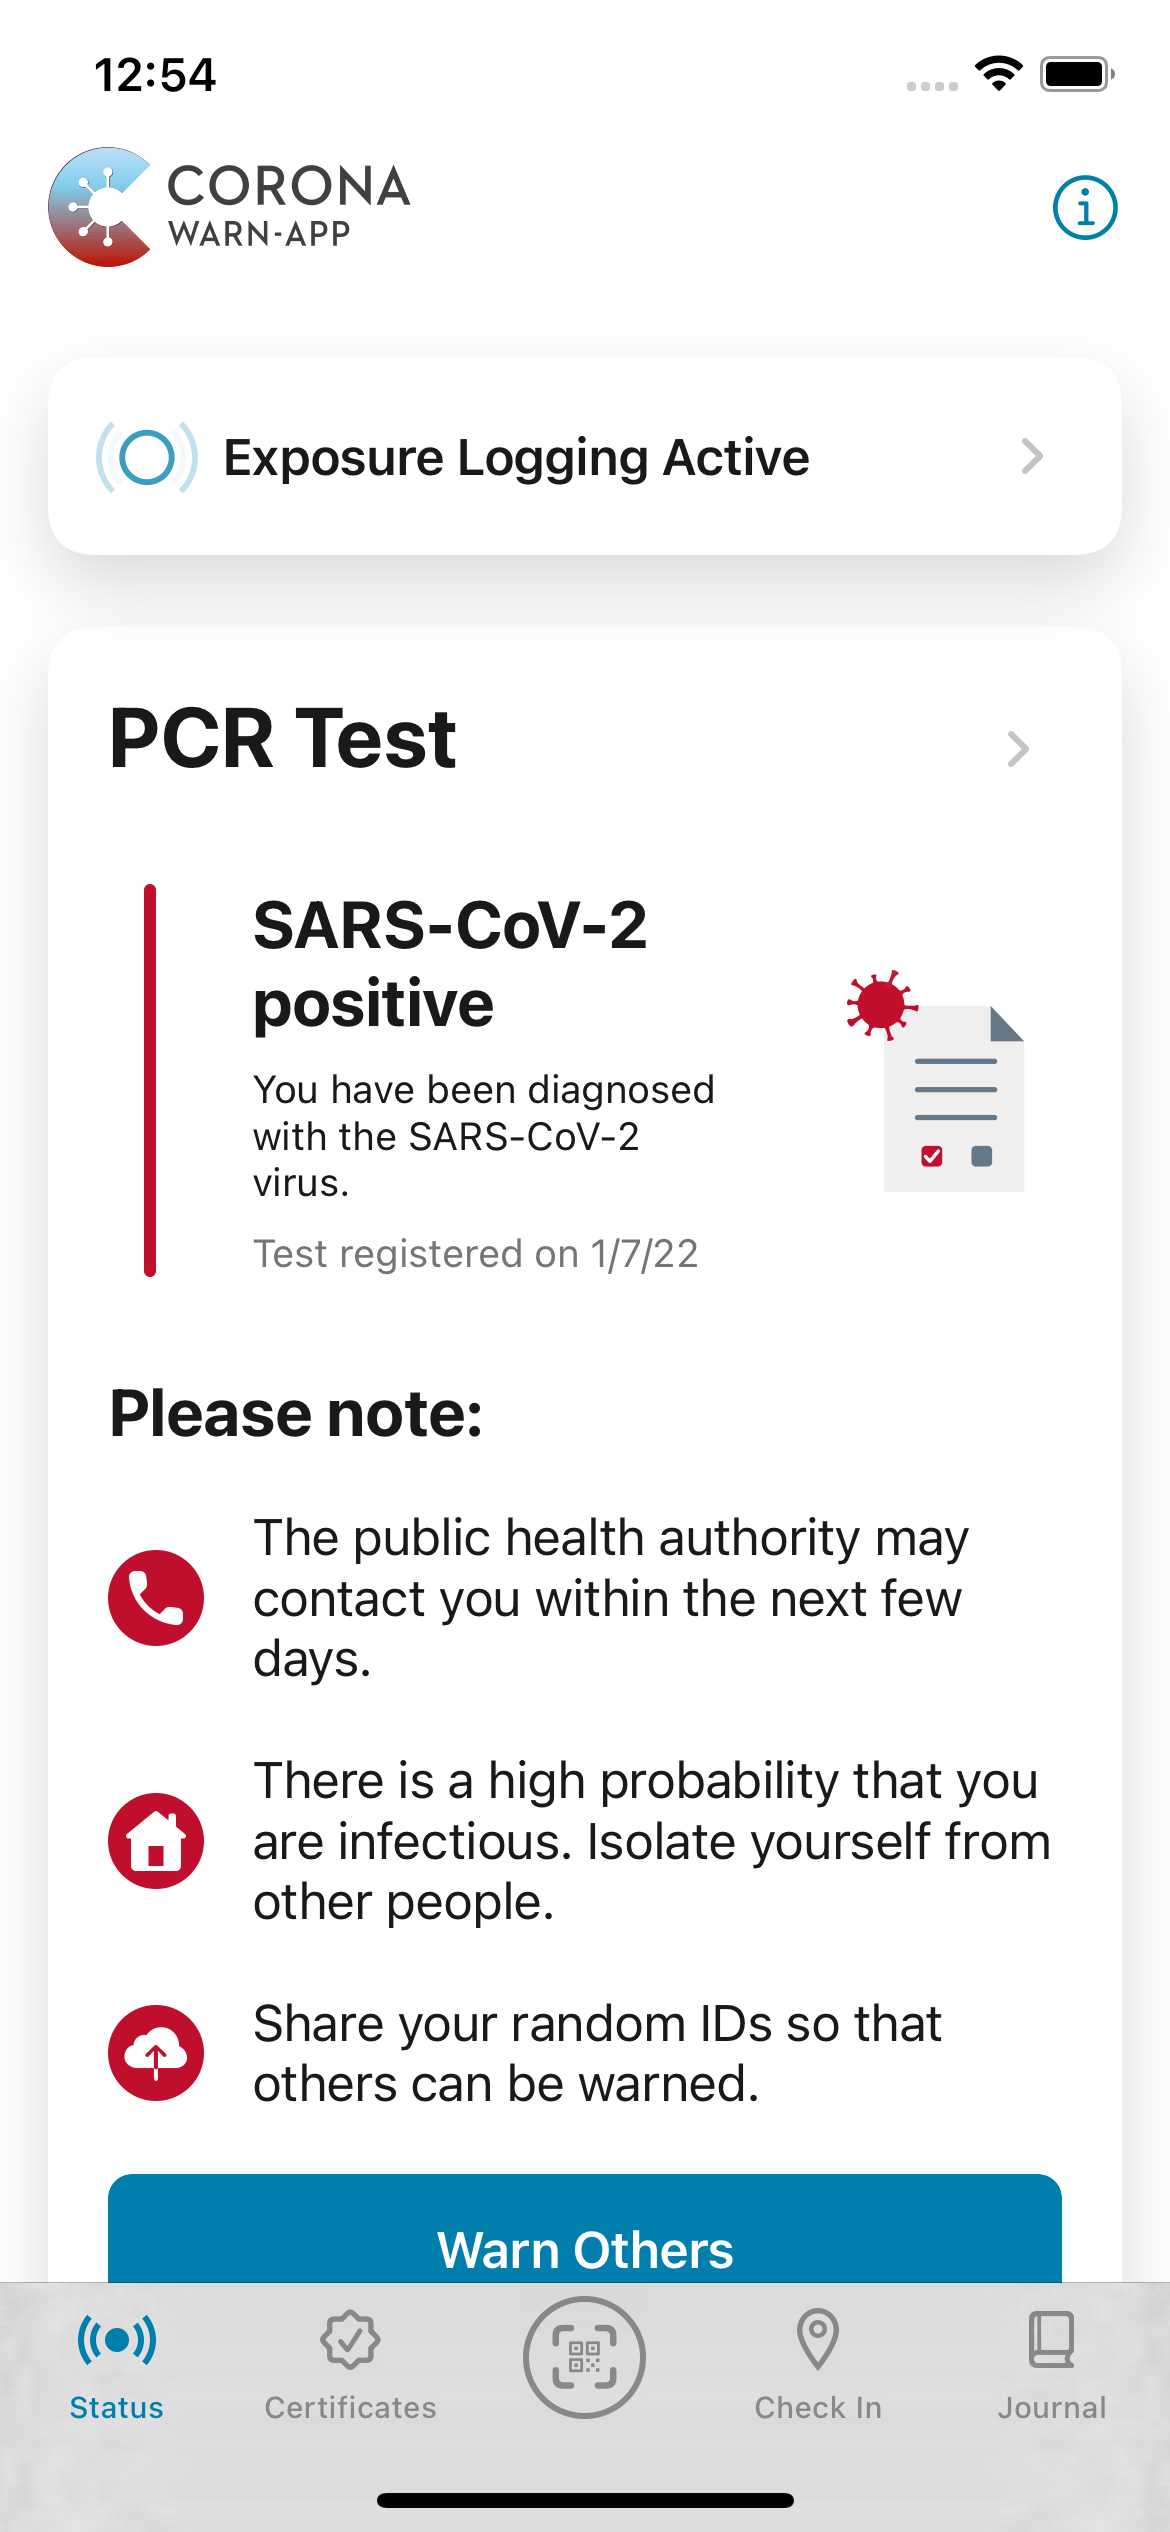 12:54
CORONA
WARN-APP
Exposure Logging Active
PCR Test
SARS-CoV-2
positive
You have been diagnosed
with the SARS-CoV-2
virus.
Test registered on 1/7/22
Please note:
The public health authority may
contact you within the next few
days.
There is a high probability that you
are infectious. Isolate yourself from
other people.
Share your random IDs so that
others can be warned.
Warn Others
Status
Certificates
Check In
Journal